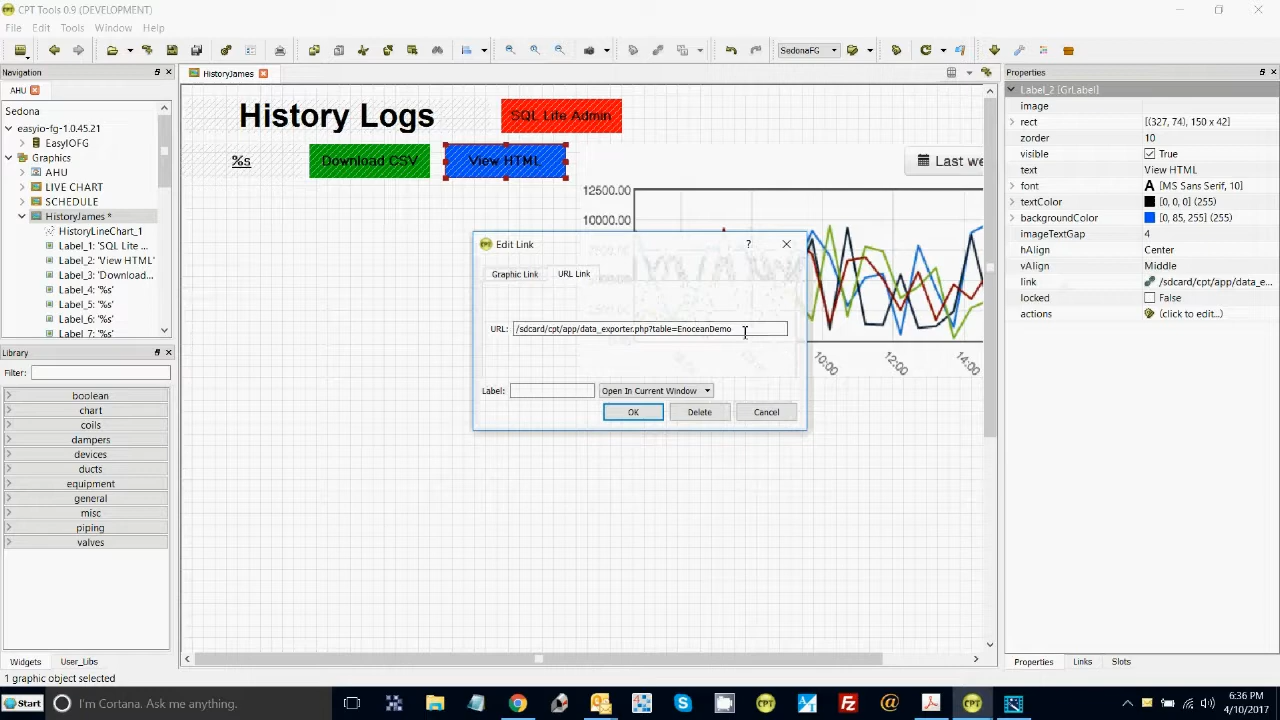 CPT Tools 0.9 (DEVELOPMENT)
File Edit Tools Window Help
SedonaFG
Navigation
AHU
Sedona
easyio-fg-1.0.45.21
EasyIOFG
Graphics
AHU
LIVE CHART
SCHEDULE
HistoryJames *
HistoryLineChart_1
Label_1: 'SQL Lite ...
Label_2: 'View HTML'
Label_3: 'Download...
Label_4: '%s'
Label_5: '%s'
Label_6: '%s'
Label_7: '%s'
Library
Filter:
boolean
chart
coils
dampers
devices
ducts
equipment
general
misc
piping
valves
Widgets User_Libs
1 graphic object selected
HistoryJames
History Logs
SQL Lite Admin
%s
Download CSV
View HTML
Last we
12500.00
10000.00
10:00
12:00
14:00
Edit Link
?
Graphic Link URL Link
URL: /sdcard/cpt/app/data_exporter.php?table=EnoceanDemo
Label: Open In Current Window
OK Delete Cancel
Properties
Label_2 [GrLabel]
image
rect [(327, 74), 150 x 42]
zorder 10
visible True
text View HTML
font A [MS Sans Serif, 10]
textColor [0, 0, 0] (255)
backgroundColor [0, 85, 255] (255)
imageTextGap 4
hAlign Center
vAlign Middle
link /sdcard/cpt/app/data_e...
locked False
actions (click to edit...)
Properties Links Slots
Start
I'm Cortana. Ask me anything.
CPT
CPT
6:36 PM
4/10/2017